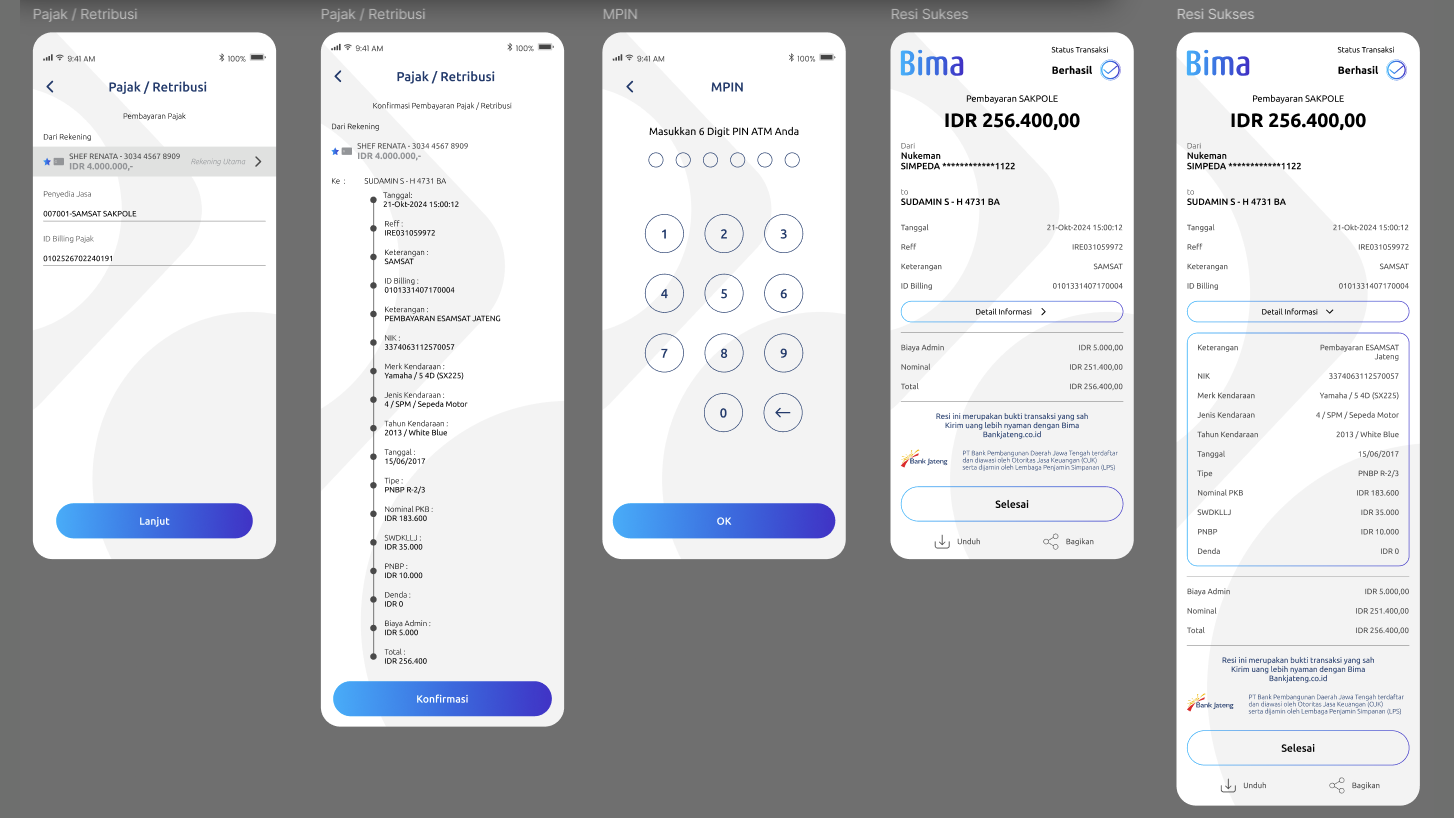 Pajak / Retribusi
9:41 AM
100%
Pajak / Retribusi
Pembayaran Pajak
Dari Rekening
SHEF RENATA - 3034 4567 8909
IDR 4.000.000,-
Rekening Utama
Penyedia Jasa
007001-SAMSAT SAKPOLE
ID Billing Pajak
0102526702240191
Lanjut
Pajak / Retribusi
9:41 AM
100%
Pajak / Retribusi
Konfirmasi Pembayaran Pajak / Retribusi
Dari Rekening
SHEF RENATA - 3034 4567 8909
IDR 4.000.000,-
Ke : SUDAMIN S - H 4731 BA
Tanggal:
21-Okt-2024 15:00:12
Reff :
IRE031059972
Keterangan :
SAMSAT
ID Billing :
0101331407170004
Keterangan :
PEMBAYARAN ESAMSAT JATENG
NIK :
3374063112570057
Merk Kendaraan :
Yamaha / 5 4D (SX225)
Jenis Kendaraan :
4 / SPM / Sepeda Motor
Tahun Kendaraan :
2013 / White Blue
Tanggal :
15/06/2017
Tipe :
PNBP R-2/3
Nominal PKB :
IDR 183.600
SWDKLLJ :
IDR 35.000
PNBP :
IDR 10.000
Denda :
IDR 0
Biaya Admin :
IDR 5.000
Total :
IDR 256.400
Konfirmasi
MPIN
9:41 AM
100%
MPIN
Masukkan 6 Digit PIN ATM Anda
1 2 3
4 5 6
7 8 9
0
OK
Resi Sukses
Bima
Status Transaksi
Berhasil
Pembayaran SAKPOLE
IDR 256.400,00
Dari
Nukeman
SIMPEDA ************1122
to
SUDAMIN S - H 4731 BA
Tanggal 21-Okt-2024 15:00:12
Reff IRE031059972
Keterangan SAMSAT
ID Billing 0101331407170004
Detail Informasi
Biaya Admin IDR 5.000,00
Nominal IDR 251.400,00
Total IDR 256.400,00
Resi ini merupakan bukti transaksi yang sah
Kirim uang lebih nyaman dengan Bima
Bankjateng.co.id
Bank Jateng
PT Bank Pembangunan Daerah Jawa Tengah terdaftar
dan diawasi oleh Otoritas Jasa Keuangan (OJK)
serta dijamin oleh Lembaga Penjamin Simpanan (LPS)
Selesai
Unduh Bagikan
Resi Sukses
Bima
Status Transaksi
Berhasil
Pembayaran SAKPOLE
IDR 256.400,00
Dari
Nukeman
SIMPEDA ************1122
to
SUDAMIN S - H 4731 BA
Tanggal 21-Okt-2024 15:00:12
Reff IRE031059972
Keterangan SAMSAT
ID Billing 0101331407170004
Detail Informasi
Keterangan Pembayaran ESAMSAT
Jateng
NIK 3374063112570057
Merk Kendaraan Yamaha / 5 4D (SX225)
Jenis Kendaraan 4 / SPM / Sepeda Motor
Tahun Kendaraan 2013 / White Blue
Tanggal 15/06/2017
Tipe PNBP R-2/3
Nominal PKB IDR 183.600
SWDKLLJ IDR 35.000
PNBP IDR 10.000
Denda IDR 0
Biaya Admin IDR 5.000,00
Nominal IDR 251.400,00
Total IDR 256.400,00
Resi ini merupakan bukti transaksi yang sah
Kirim uang lebih nyaman dengan Bima
Bankjateng.co.id
Bank Jateng
PT Bank Pembangunan Daerah Jawa Tengah terdaftar
dan diawasi oleh Otoritas Jasa Keuangan (OJK)
serta dijamin oleh Lembaga Penjamin Simpanan (LPS)
Selesai
Unduh Bagikan